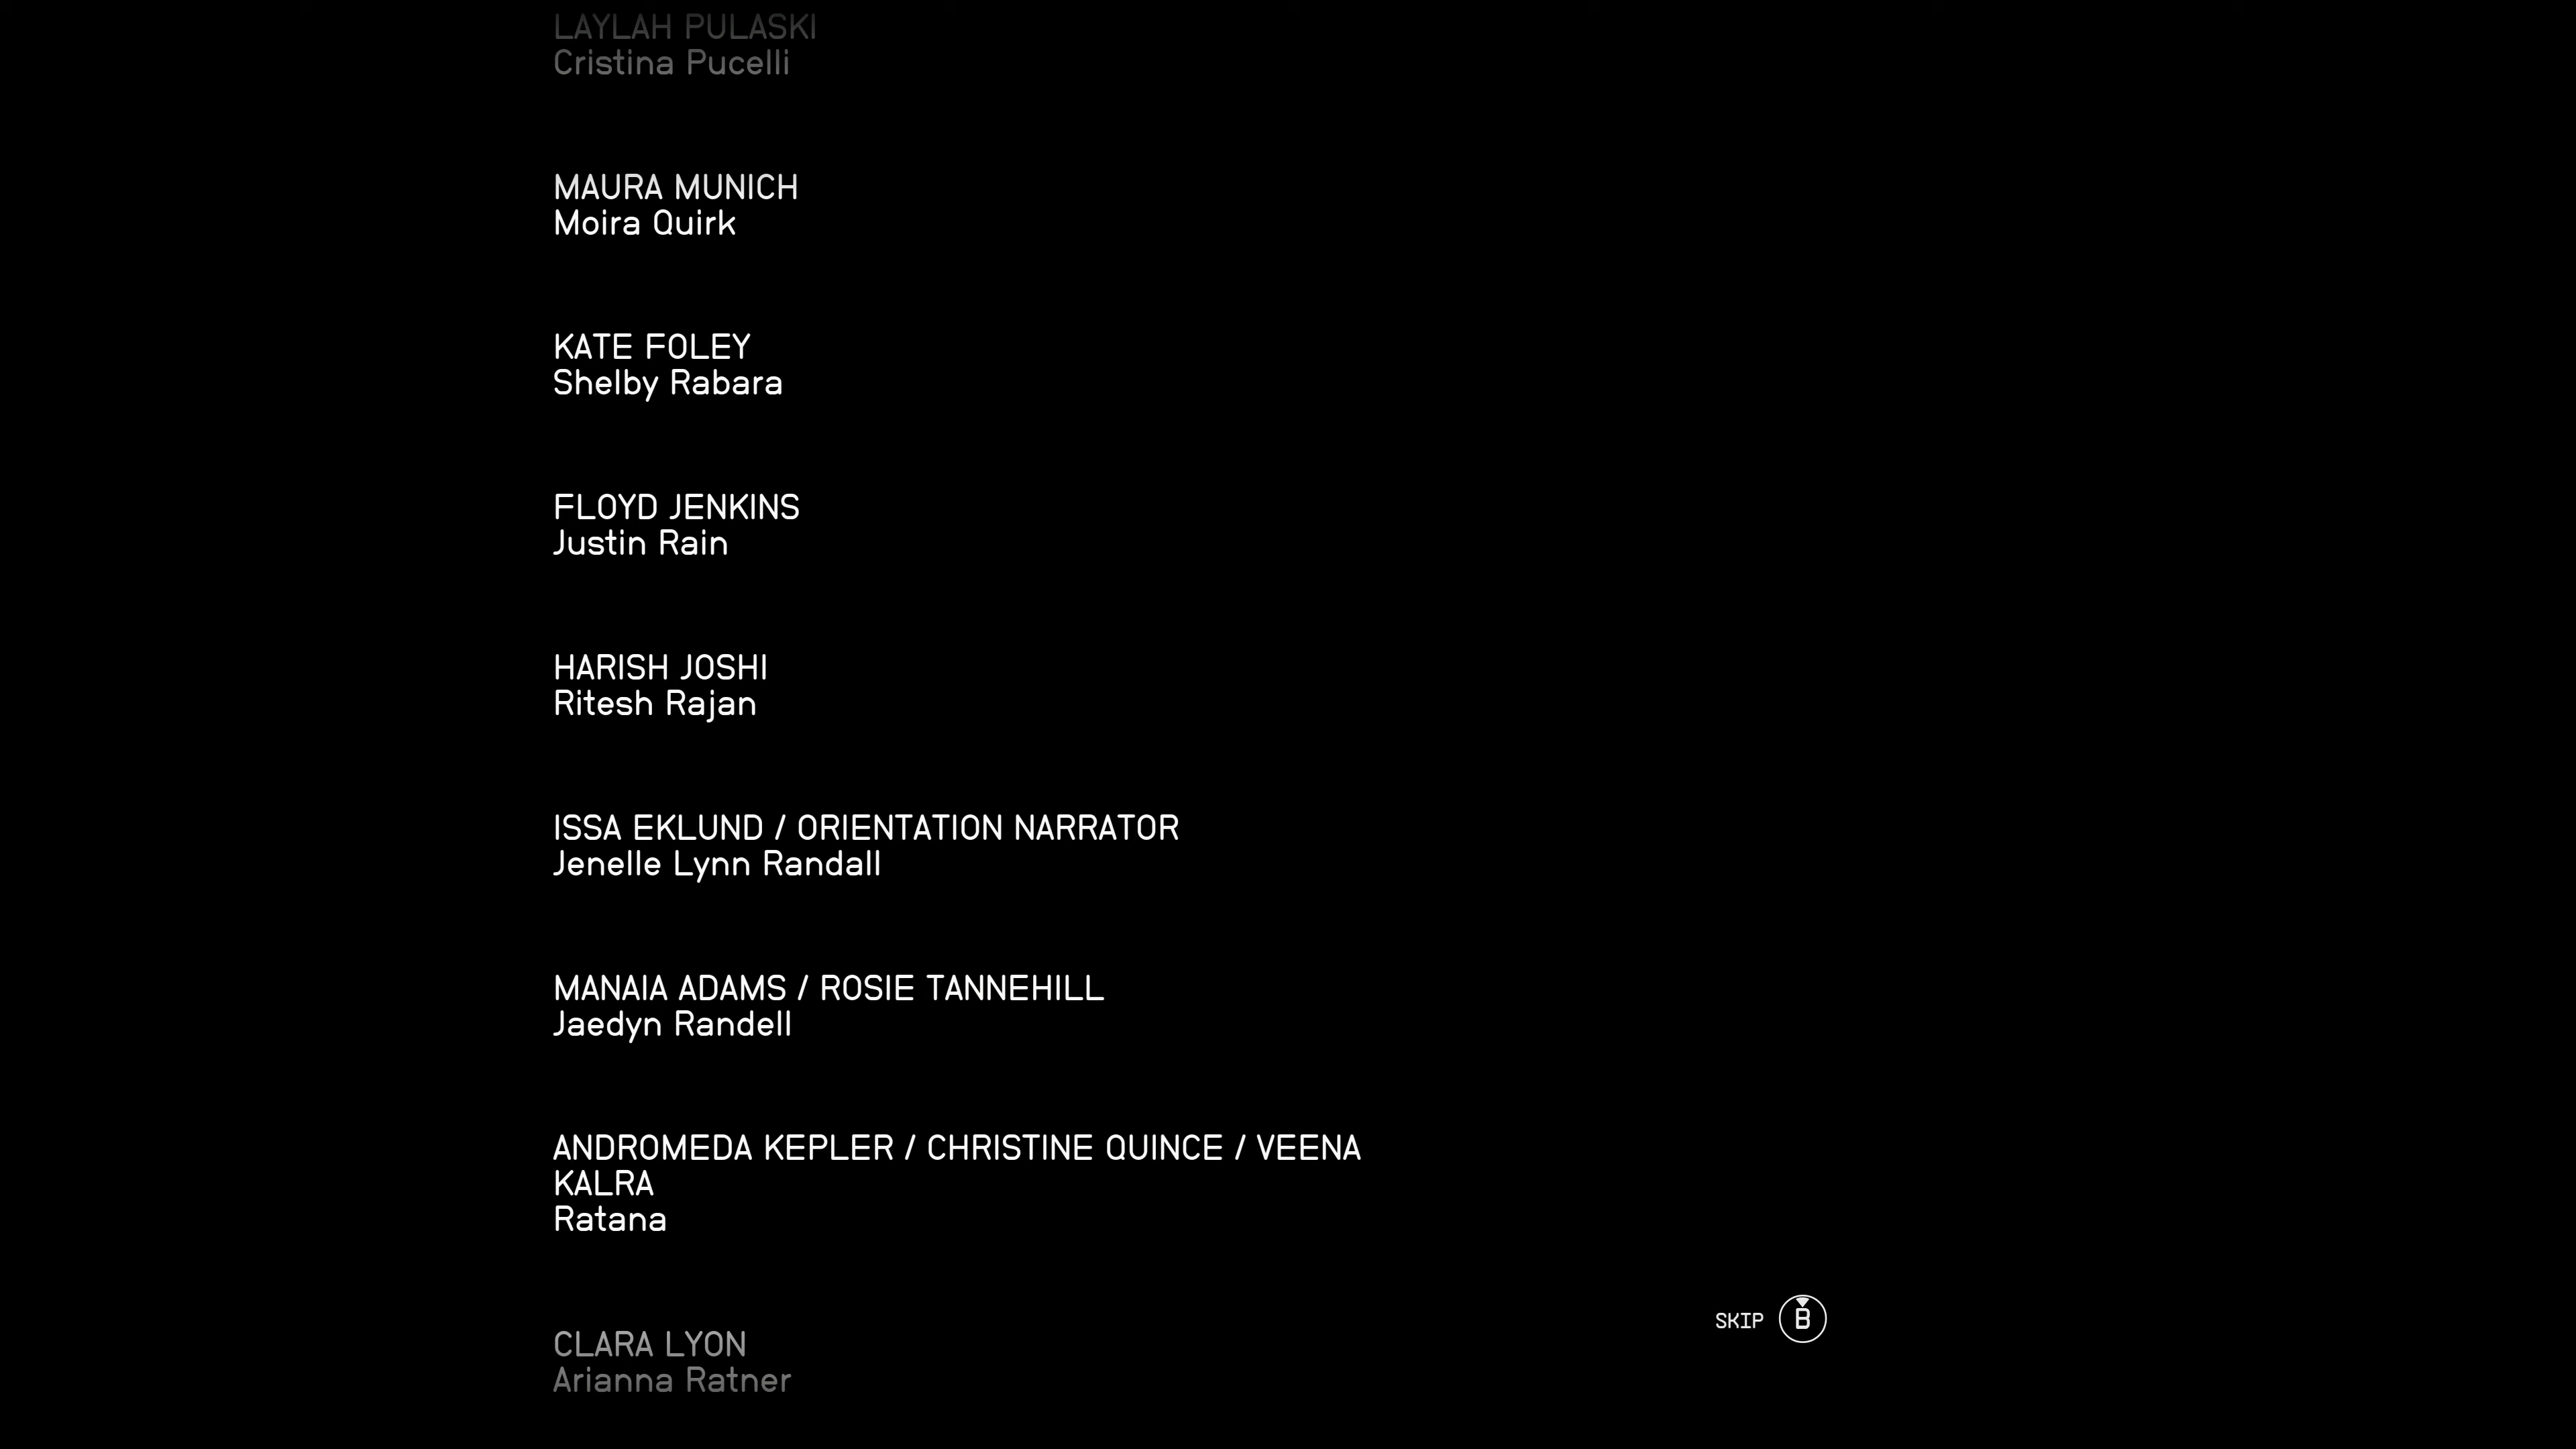 LAYLAH PULASKI
Cristina Pucelli
MAURA MUNICH
Moira Quirk
KATE FOLEY
Shelby Rabara
FLOYD JENKINS
Justin Rain
HARISH JOSHI
Ritesh Rajan
ISSA EKLUND / ORIENTATION NARRATOR
Jenelle Lynn Randall
MANAIA ADAMS / ROSIE TANNEHILL
Jaedyn Randell
ANDROMEDA KEPLER / CHRISTINE QUINCE / VEENA
KALRA
Ratana
SKIP B
CLARA LYON
Arianna Ratner